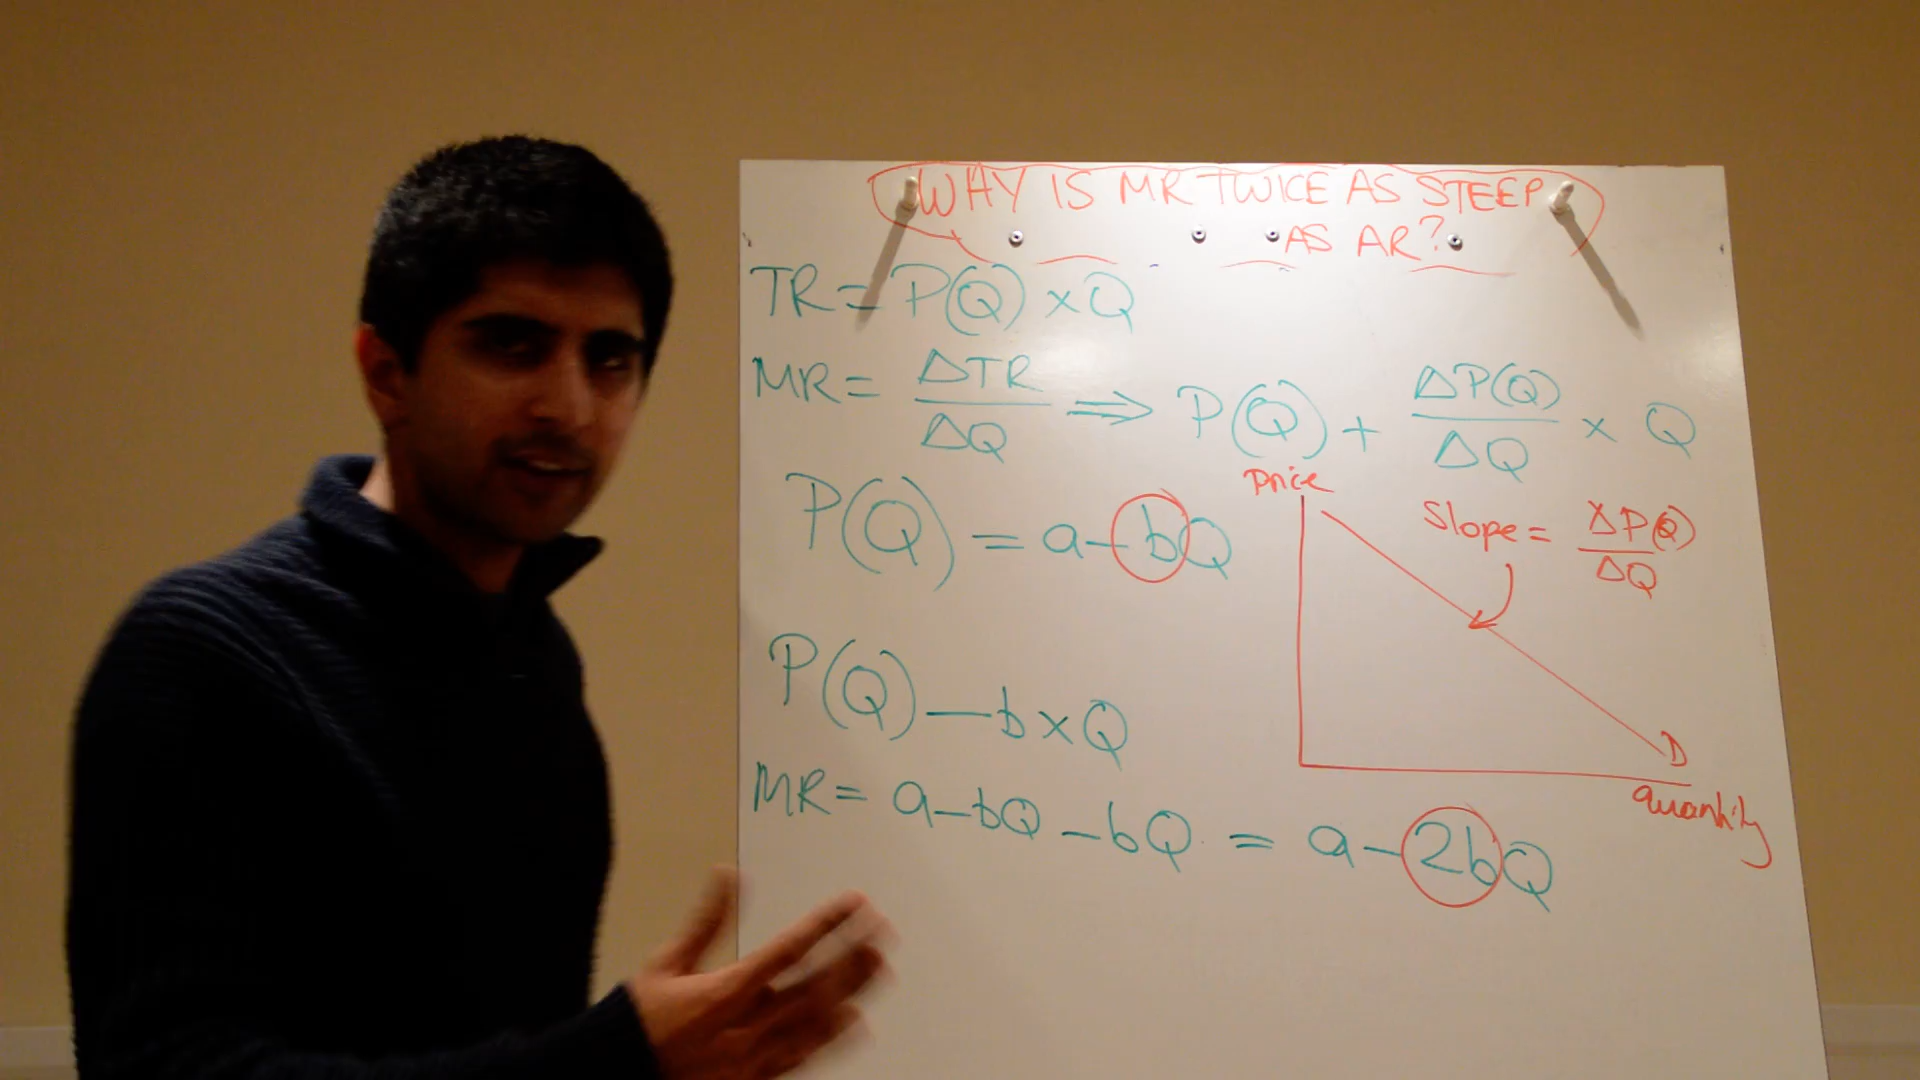 WHY IS MR TWICE AS STEEP
AS AR?
TR = P(Q) x Q
MR = ΔTR / ΔQ ⇒ P(Q) + ΔP(Q) / ΔQ x Q
P(Q) = a - bQ
Price
Slope = ΔP(Q) / ΔQ
D
quantity
P(Q) - b x Q
MR = a - bQ - bQ = a - 2bQ